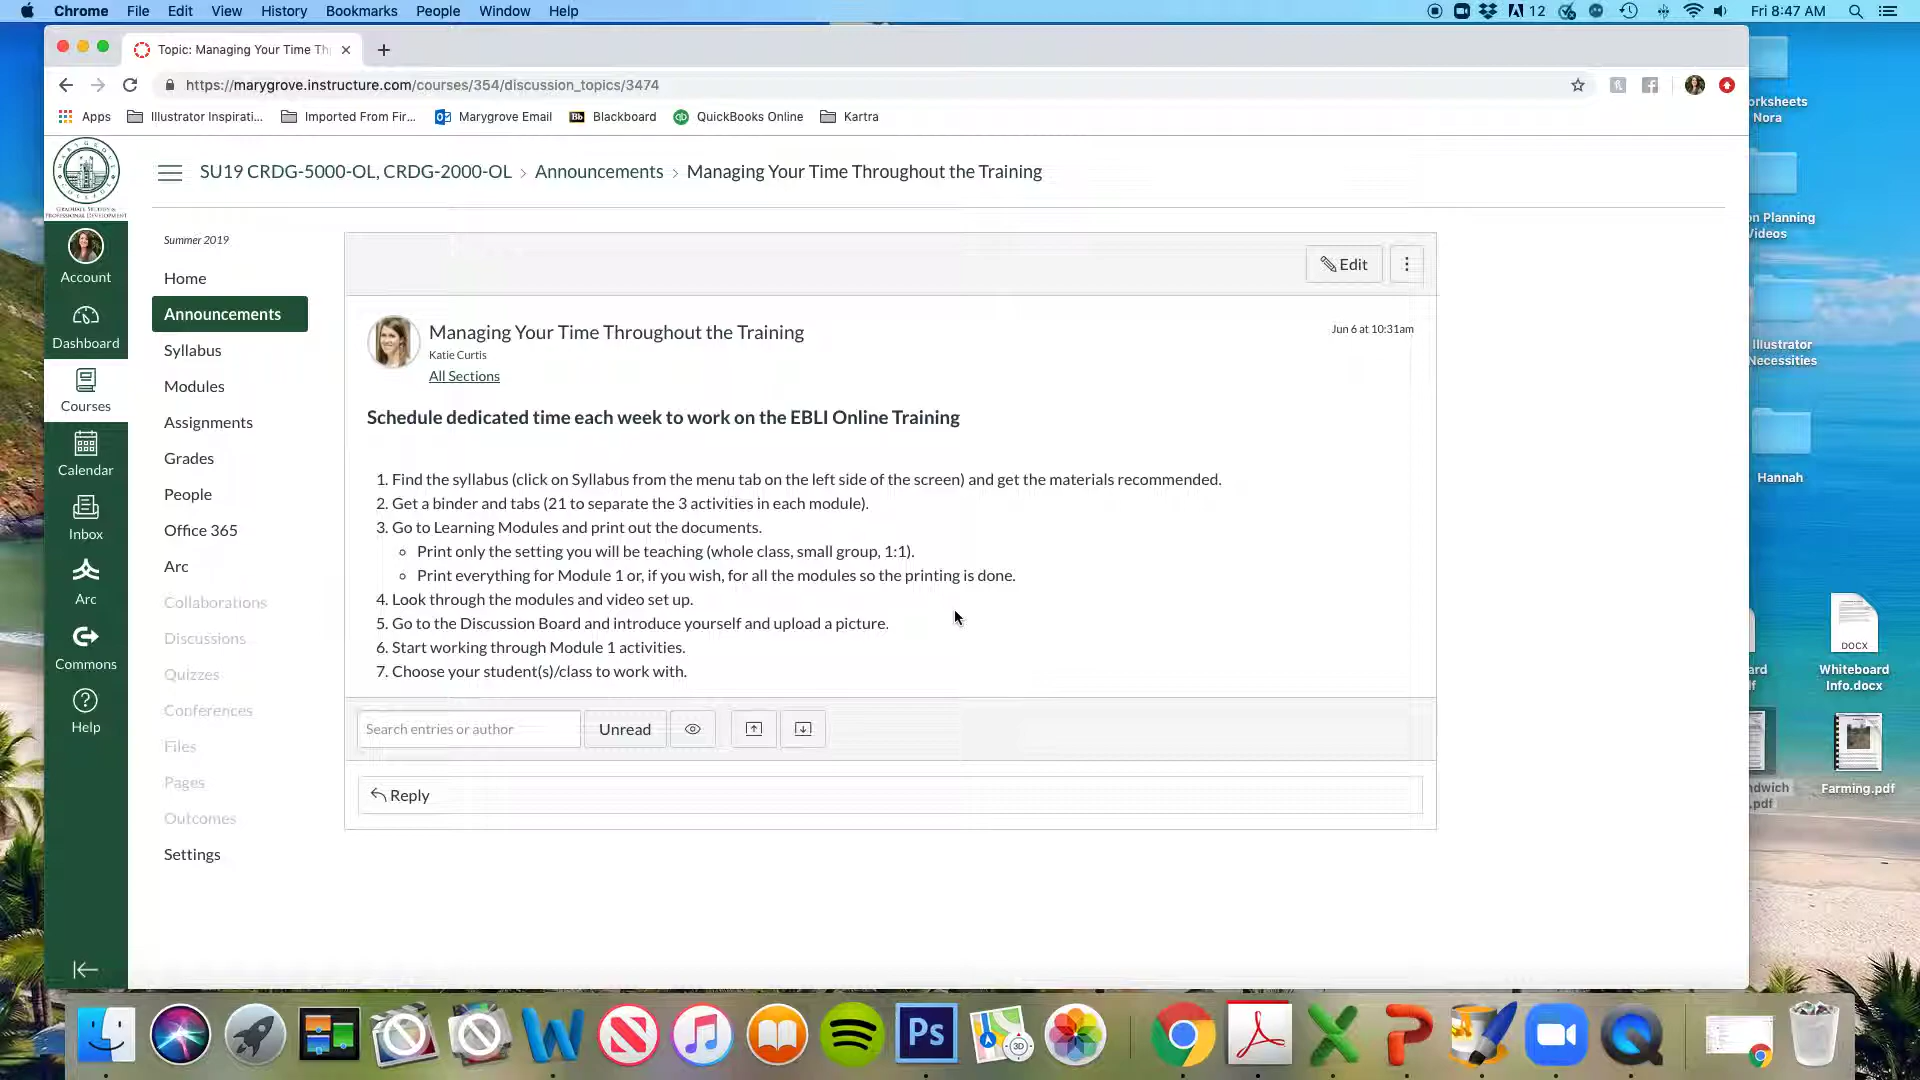 Chrome File Edit View History Bookmarks People Window Help
12 Fri 8:47 AM
Topic: Managing Your Time Th
https://marygrove.instructure.com/courses/354/discussion_topics/3474
Apps Illustrator Inspirati... Imported From Fir... Marygrove Email Bb Blackboard qb QuickBooks Online Kartra
SU19 CRDG-5000-OL, CRDG-2000-OL > Announcements > Managing Your Time Throughout the Training
Account
Dashboard
Courses
Calendar
Inbox
Arc
Commons
Help
Summer 2019
Home
Announcements
Syllabus
Modules
Assignments
Grades
People
Office 365
Arc
Collaborations
Discussions
Quizzes
Conferences
Files
Pages
Outcomes
Settings
Edit
Managing Your Time Throughout the Training
Jun 6 at 10:31am
Katie Curtis
All Sections
Schedule dedicated time each week to work on the EBLI Online Training
1. Find the syllabus (click on Syllabus from the menu tab on the left side of the screen) and get the materials recommended.
2. Get a binder and tabs (21 to separate the 3 activities in each module).
3. Go to Learning Modules and print out the documents.
Print only the setting you will be teaching (whole class, small group, 1:1).
Print everything for Module 1 or, if you wish, for all the modules so the printing is done.
4. Look through the modules and video set up.
5. Go to the Discussion Board and introduce yourself and upload a picture.
6. Start working through Module 1 activities.
7. Choose your student(s)/class to work with.
Search entries or author
Unread
Reply
orksheets
Nora
on Planning
Videos
Illustrator
Necessities
Hannah
DOCX
Whiteboard
Info.docx
Farming.pdf
ndwich
.pdf
Ps
3D